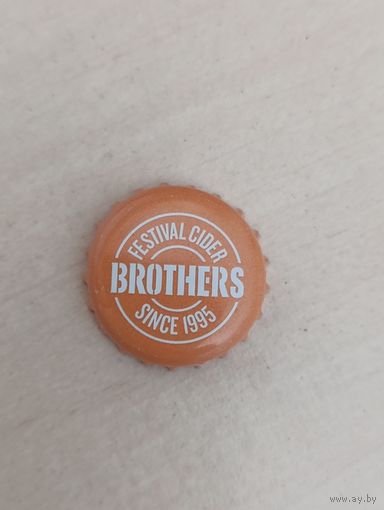 FESTIVAL CIDER
BROTHERS
SINCE 1995
www.ay.by